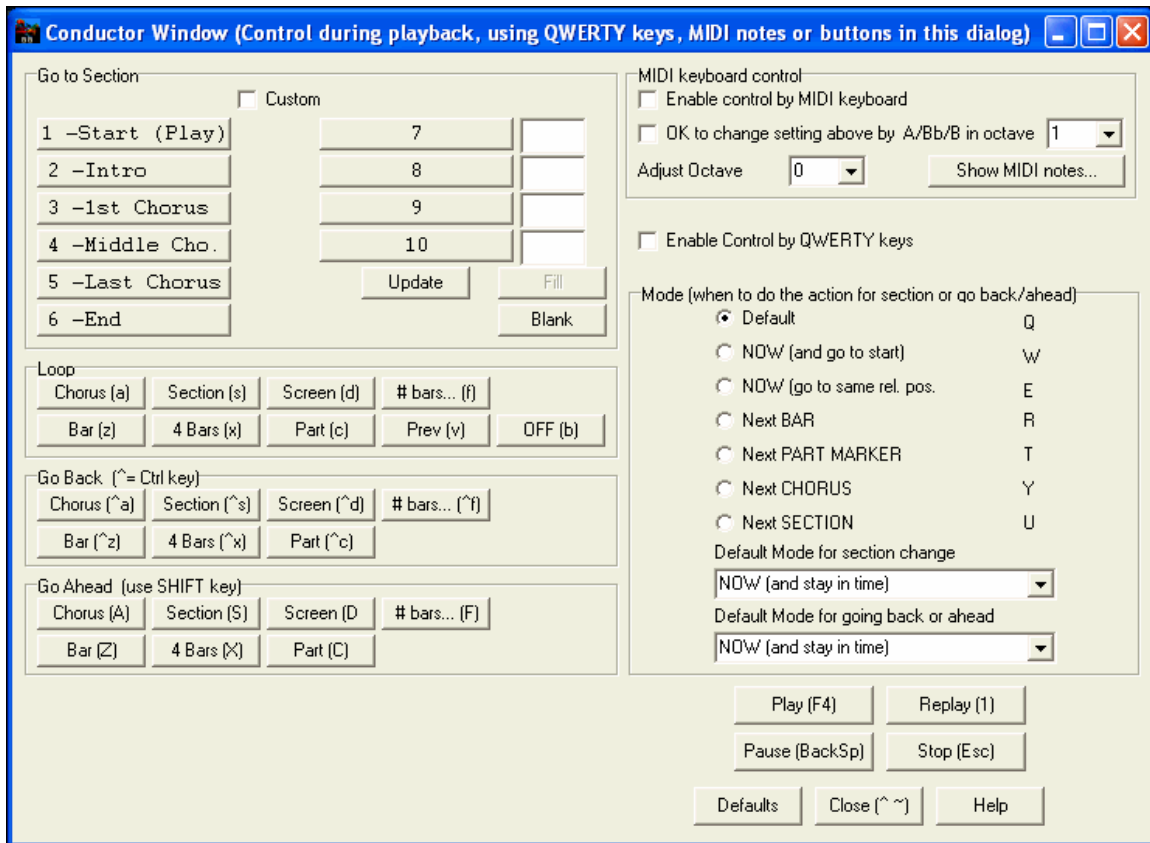 Conductor Window (Control during playback, using QWERTY keys, MIDI notes or buttons in this dialog)
Go to Section
Custom
1 -Start (Play) 7
2 -Intro 8
3 -1st Chorus 9
4 -Middle Cho. 10
5 -Last Chorus Update Fill
6 -End Blank
Loop
Chorus (a) Section (s) Screen (d) # bars... (f)
Bar (z) 4 Bars (x) Part (c) Prev (v) OFF (b)
Go Back (^= Ctrl key)
Chorus (^a) Section (^s) Screen (^d) # bars... (^f)
Bar (^z) 4 Bars (^x) Part (^c)
Go Ahead (use SHIFT key)
Chorus (A) Section (S) Screen (D # bars... (F)
Bar (Z) 4 Bars (X) Part (C)
MIDI keyboard control
Enable control by MIDI keyboard
OK to change setting above by A/Bb/B in octave 1
Adjust Octave 0 Show MIDI notes...
Enable Control by QWERTY keys
Mode (when to do the action for section or go back/ahead)
Default Q
NOW (and go to start) W
NOW (go to same rel. pos. E
Next BAR R
Next PART MARKER T
Next CHORUS Y
Next SECTION U
Default Mode for section change
NOW (and stay in time)
Default Mode for going back or ahead
NOW (and stay in time)
Play (F4) Replay (1)
Pause (BackSp) Stop (Esc)
Defaults Close (^ ~) Help